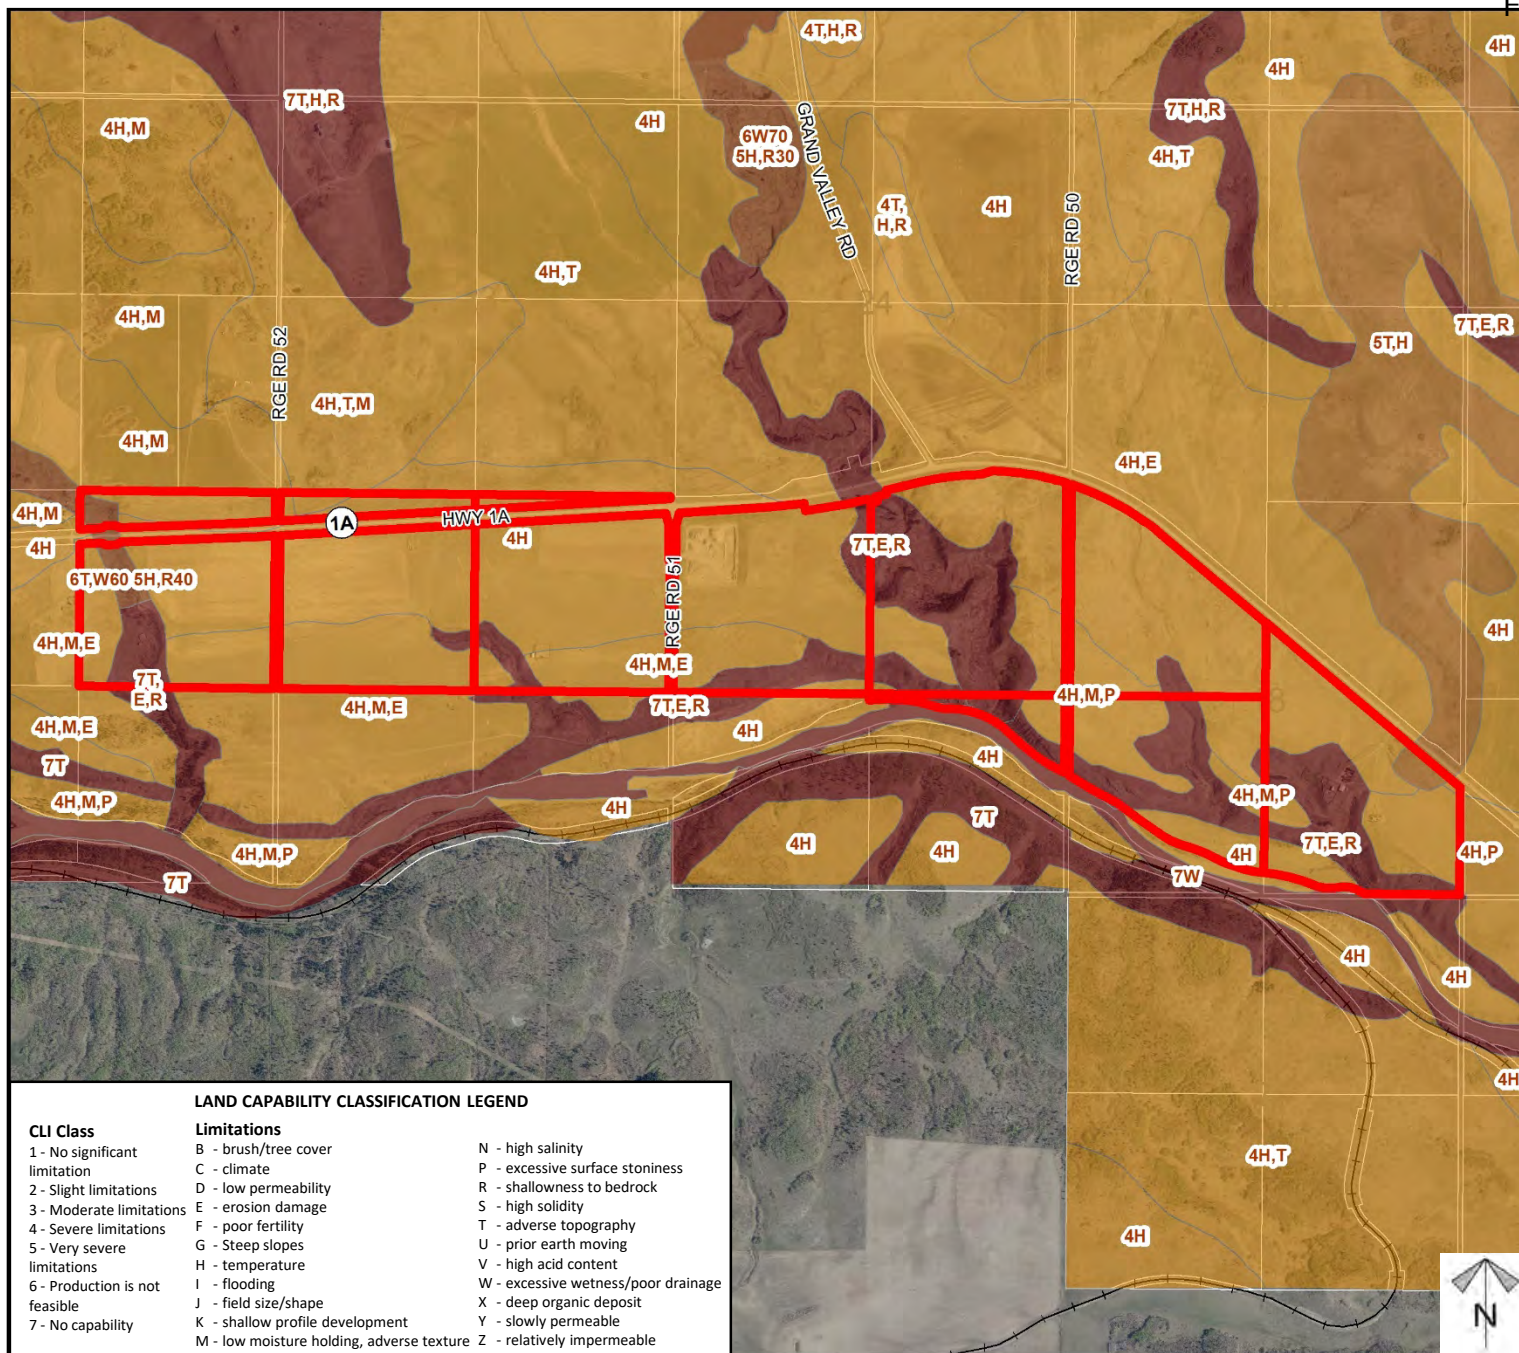 4T,H,R
4H
4H
7T,H,R
7T,H,R
4H,M
4H
6W70
5H,R30
GRAND VALLEY RD
4H,T
4T,
H,R
4H
RGE RD 50
4H,T
4H,M
7T,E,R
5T,H
RGE RD 52
34
4H,T,M
4H,M
4H,E
4H,M
1A
HWY 1A
4H
4H
7T,E,R
6T,W60 5H,R40
RGE RD 51
4H
4H,M,E
4H,M,E
7T,
E,R
4H,M,E
7T,E,R
4H,M,P
4H,M,E
4H
4H
7T
4H,M,P
4H
4H,M,P
7T
4H
4H
7T,E,R
4H
4H,P
4H,M,P
7T
7W
4H
4H
4H
4H,T
4H
N
LAND CAPABILITY CLASSIFICATION LEGEND
CLI Class
1 - No significant
limitation
2 - Slight limitations
3 - Moderate limitations
4 - Severe limitations
5 - Very severe
limitations
6 - Production is not
feasible
7 - No capability
Limitations
B - brush/tree cover
C - climate
D - low permeability
E - erosion damage
F - poor fertility
G - Steep slopes
H - temperature
I - flooding
J - field size/shape
K - shallow profile development
M - low moisture holding, adverse texture
N - high salinity
P - excessive surface stoniness
R - shallowness to bedrock
S - high solidity
T - adverse topography
U - prior earth moving
V - high acid content
W - excessive wetness/poor drainage
X - deep organic deposit
Y - slowly permeable
Z - relatively impermeable